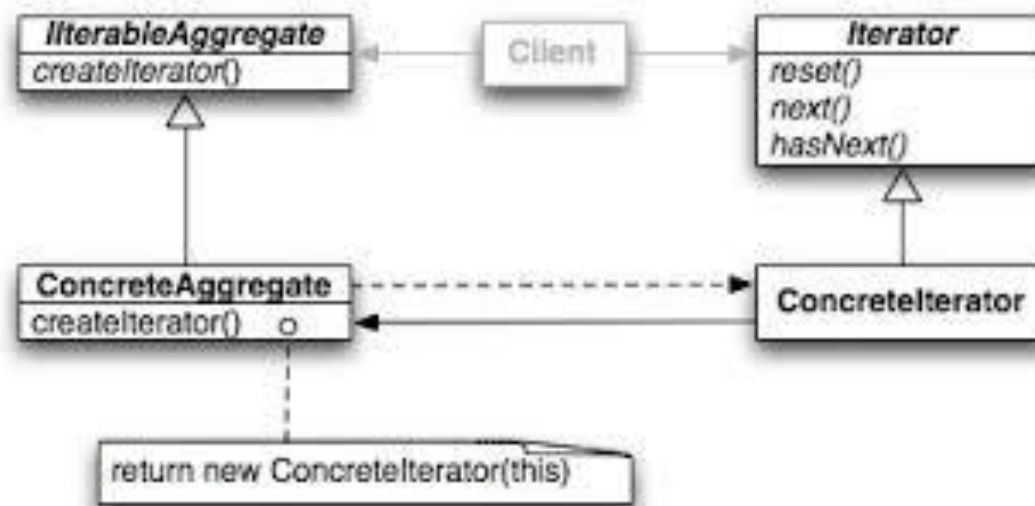 IIterableAggregate
createIterator()
Client
Iterator
reset()
next()
hasNext()
ConcreteAggregate
createIterator()
ConcreteIterator
return new ConcreteIterator(this)